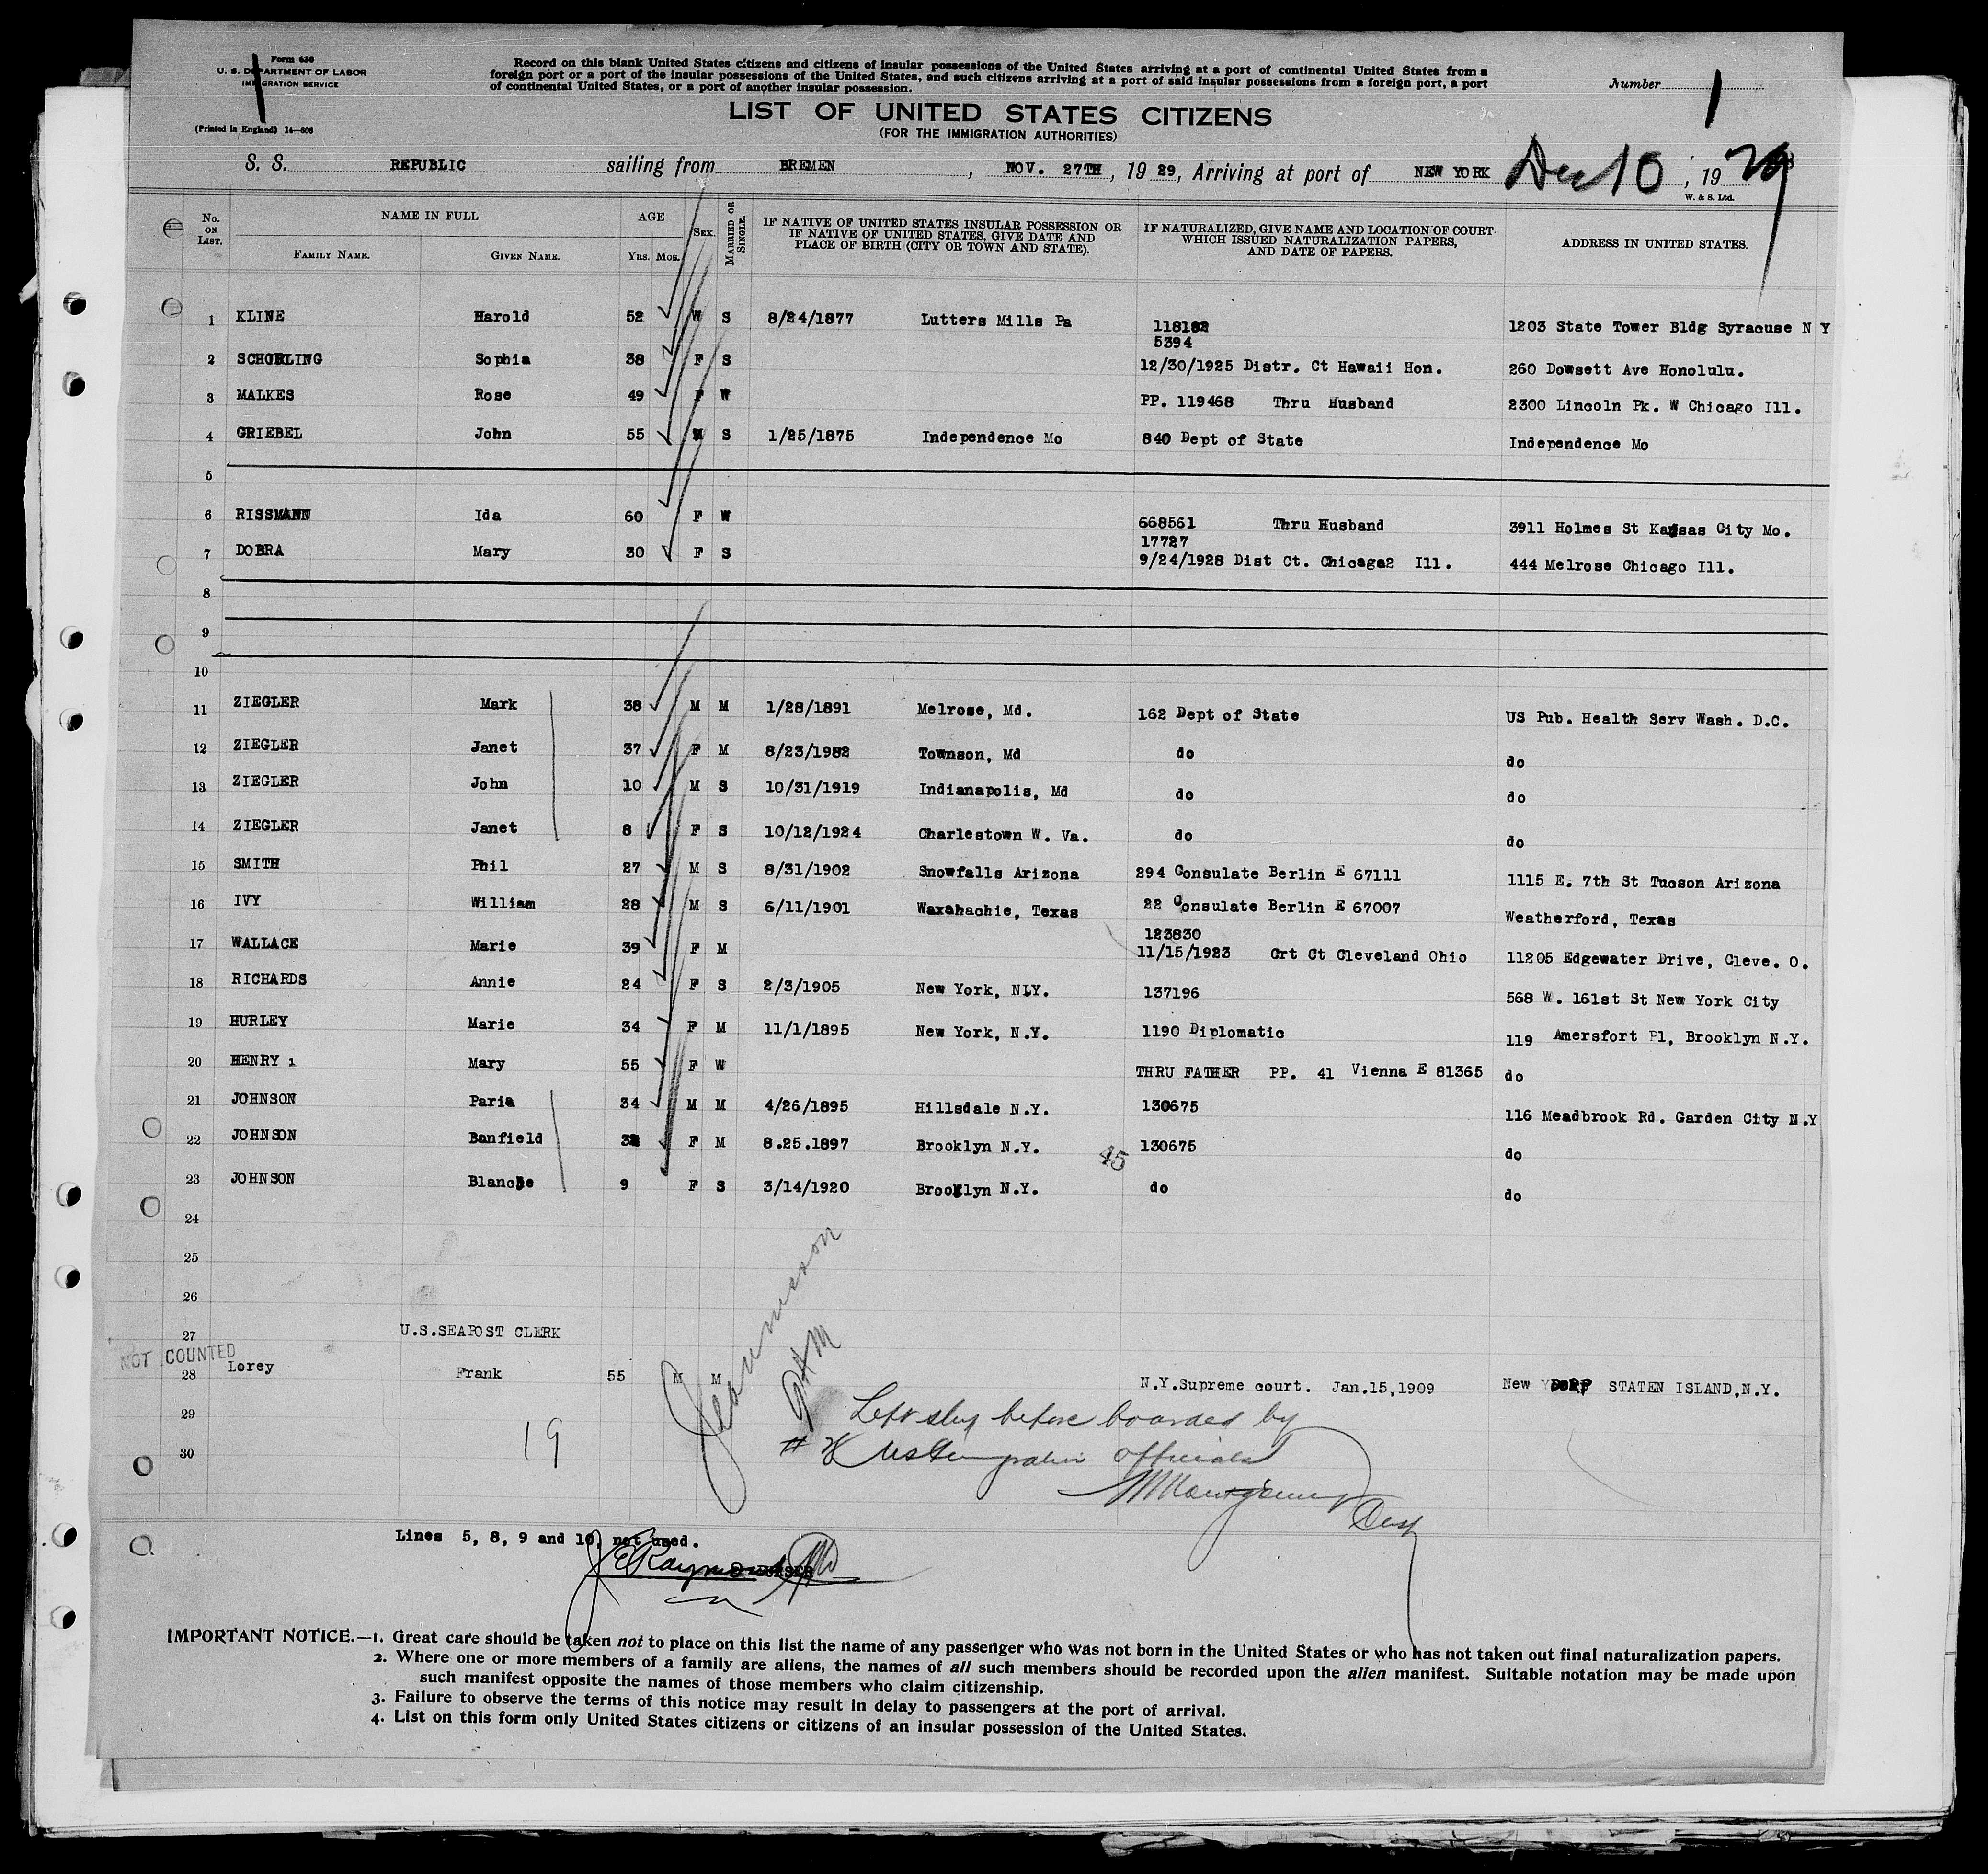 Form 630
U. S. DEPARTMENT OF LABOR
IMMIGRATION SERVICE
(Printed in England) 14—608
Record on this blank United States citizens and citizens of insular possessions of the United States arriving at a port of continental United States from a
foreign port or a port of the insular possessions of the United States, and such citizens arriving at a port of said insular possessions from a foreign port, a port
of continental United States, or a port of another insular possession.
Number 1
LIST OF UNITED STATES CITIZENS
(FOR THE IMMIGRATION AUTHORITIES)
S. S. REPUBLIC sailing from BREMEN, NOV. 27TH, 19 29, Arriving at port of NEW YORK Dec 10, 1929
W. & S. Ltd.
No. ON LIST. NAME IN FULL FAMILY NAME. GIVEN NAME. AGE YRS. MOS. SEX. MARRIED OR SINGLE. IF NATIVE OF UNITED STATES INSULAR POSSESSION OR IF NATIVE OF UNITED STATES, GIVE DATE AND PLACE OF BIRTH (CITY OR TOWN AND STATE). IF NATURALIZED, GIVE NAME AND LOCATION OF COURT WHICH ISSUED NATURALIZATION PAPERS, AND DATE OF PAPERS. ADDRESS IN UNITED STATES.
1 KLINE Harold 52 S 8/24/1877 Lutters Mills Pa 118182 1203 State Tower Bldg Syracuse N Y
5394
2 SCHORLING Sophia 38 F S 12/30/1925 Distr. Ct Hawaii Hon. 260 Dowsett Ave Honolulu.
3 MALKES Rose 49 F W PP. 119468 Thru Husband 2300 Lincoln Pk. W Chicago Ill.
4 GRIEBEL John 55 M S 1/25/1875 Independence Mo 840 Dept of State Independence Mo
5
6 RISSMANN Ida 60 F W 668561 Thru Husband 3911 Holmes St Kansas City Mo.
17727
7 DOBRA Mary 30 F S 9/24/1928 Dist Ct. Chicaga2 Ill. 444 Melrose Chicago Ill.
8
9
10
11 ZIEGLER Mark 38 M M 1/28/1891 Melrose, Md. 162 Dept of State US Pub. Health Serv Wash. D.C.
12 ZIEGLER Janet 37 F M 8/23/1982 Townson, Md do do
13 ZIEGLER John 10 M S 10/31/1919 Indianapolis, Md do do
14 ZIEGLER Janet 8 F S 10/12/1924 Charlestown W. Va. do do
15 SMITH Phil 27 M S 8/31/1902 Snowfalls Arizona 294 Consulate Berlin E 67111 1115 E. 7th St Tucson Arizona
16 IVY William 28 M S 6/11/1901 Waxahachie, Texas 22 Consulate Berlin E 67007 Weatherford, Texas
123830
17 WALLACE Marie 39 F M 11/15/1923 Crt Ct Cleveland Ohio 11205 Edgewater Drive, Cleve. O.
18 RICHARDS Annie 24 F S 2/3/1905 New York, N.Y. 137196 568 W. 161st St New York City
19 HURLEY Marie 34 F M 11/1/1895 New York, N.Y. 1190 Diplomatic 119 Amersfort Pl, Brooklyn N.Y.
20 HENRY 1 Mary 55 F W THRU FATHER PP. 41 Vienna E 81365 do
21 JOHNSON Paria 34 M M 4/26/1895 Hillsdale N.Y. 130675 116 Meadbrook Rd. Garden City N.Y
22 JOHNSON Banfield 32 F M 8.25.1897 Brooklyn N.Y. 45 130675 do
23 JOHNSON Blanche 9 F S 3/14/1920 Brooklyn N.Y. do do
24
25
26
27 U.S.SEAPOST CLERK
NOT COUNTED
28 Lorey Frank 55 M M N.Y.Supreme court. Jan.15,1909 New DORP STATEN ISLAND,N.Y.
29 Left ship before boarded by
30 19 officials
Lines 5, 8, 9 and 10, not used.
J E Raymond PURSER
IMPORTANT NOTICE.—1. Great care should be taken not to place on this list the name of any passenger who was not born in the United States or who has not taken out final naturalization papers.
2. Where one or more members of a family are aliens, the names of all such members should be recorded upon the alien manifest. Suitable notation may be made upon
such manifest opposite the names of those members who claim citizenship.
3. Failure to observe the terms of this notice may result in delay to passengers at the port of arrival.
4. List on this form only United States citizens or citizens of an insular possession of the United States.